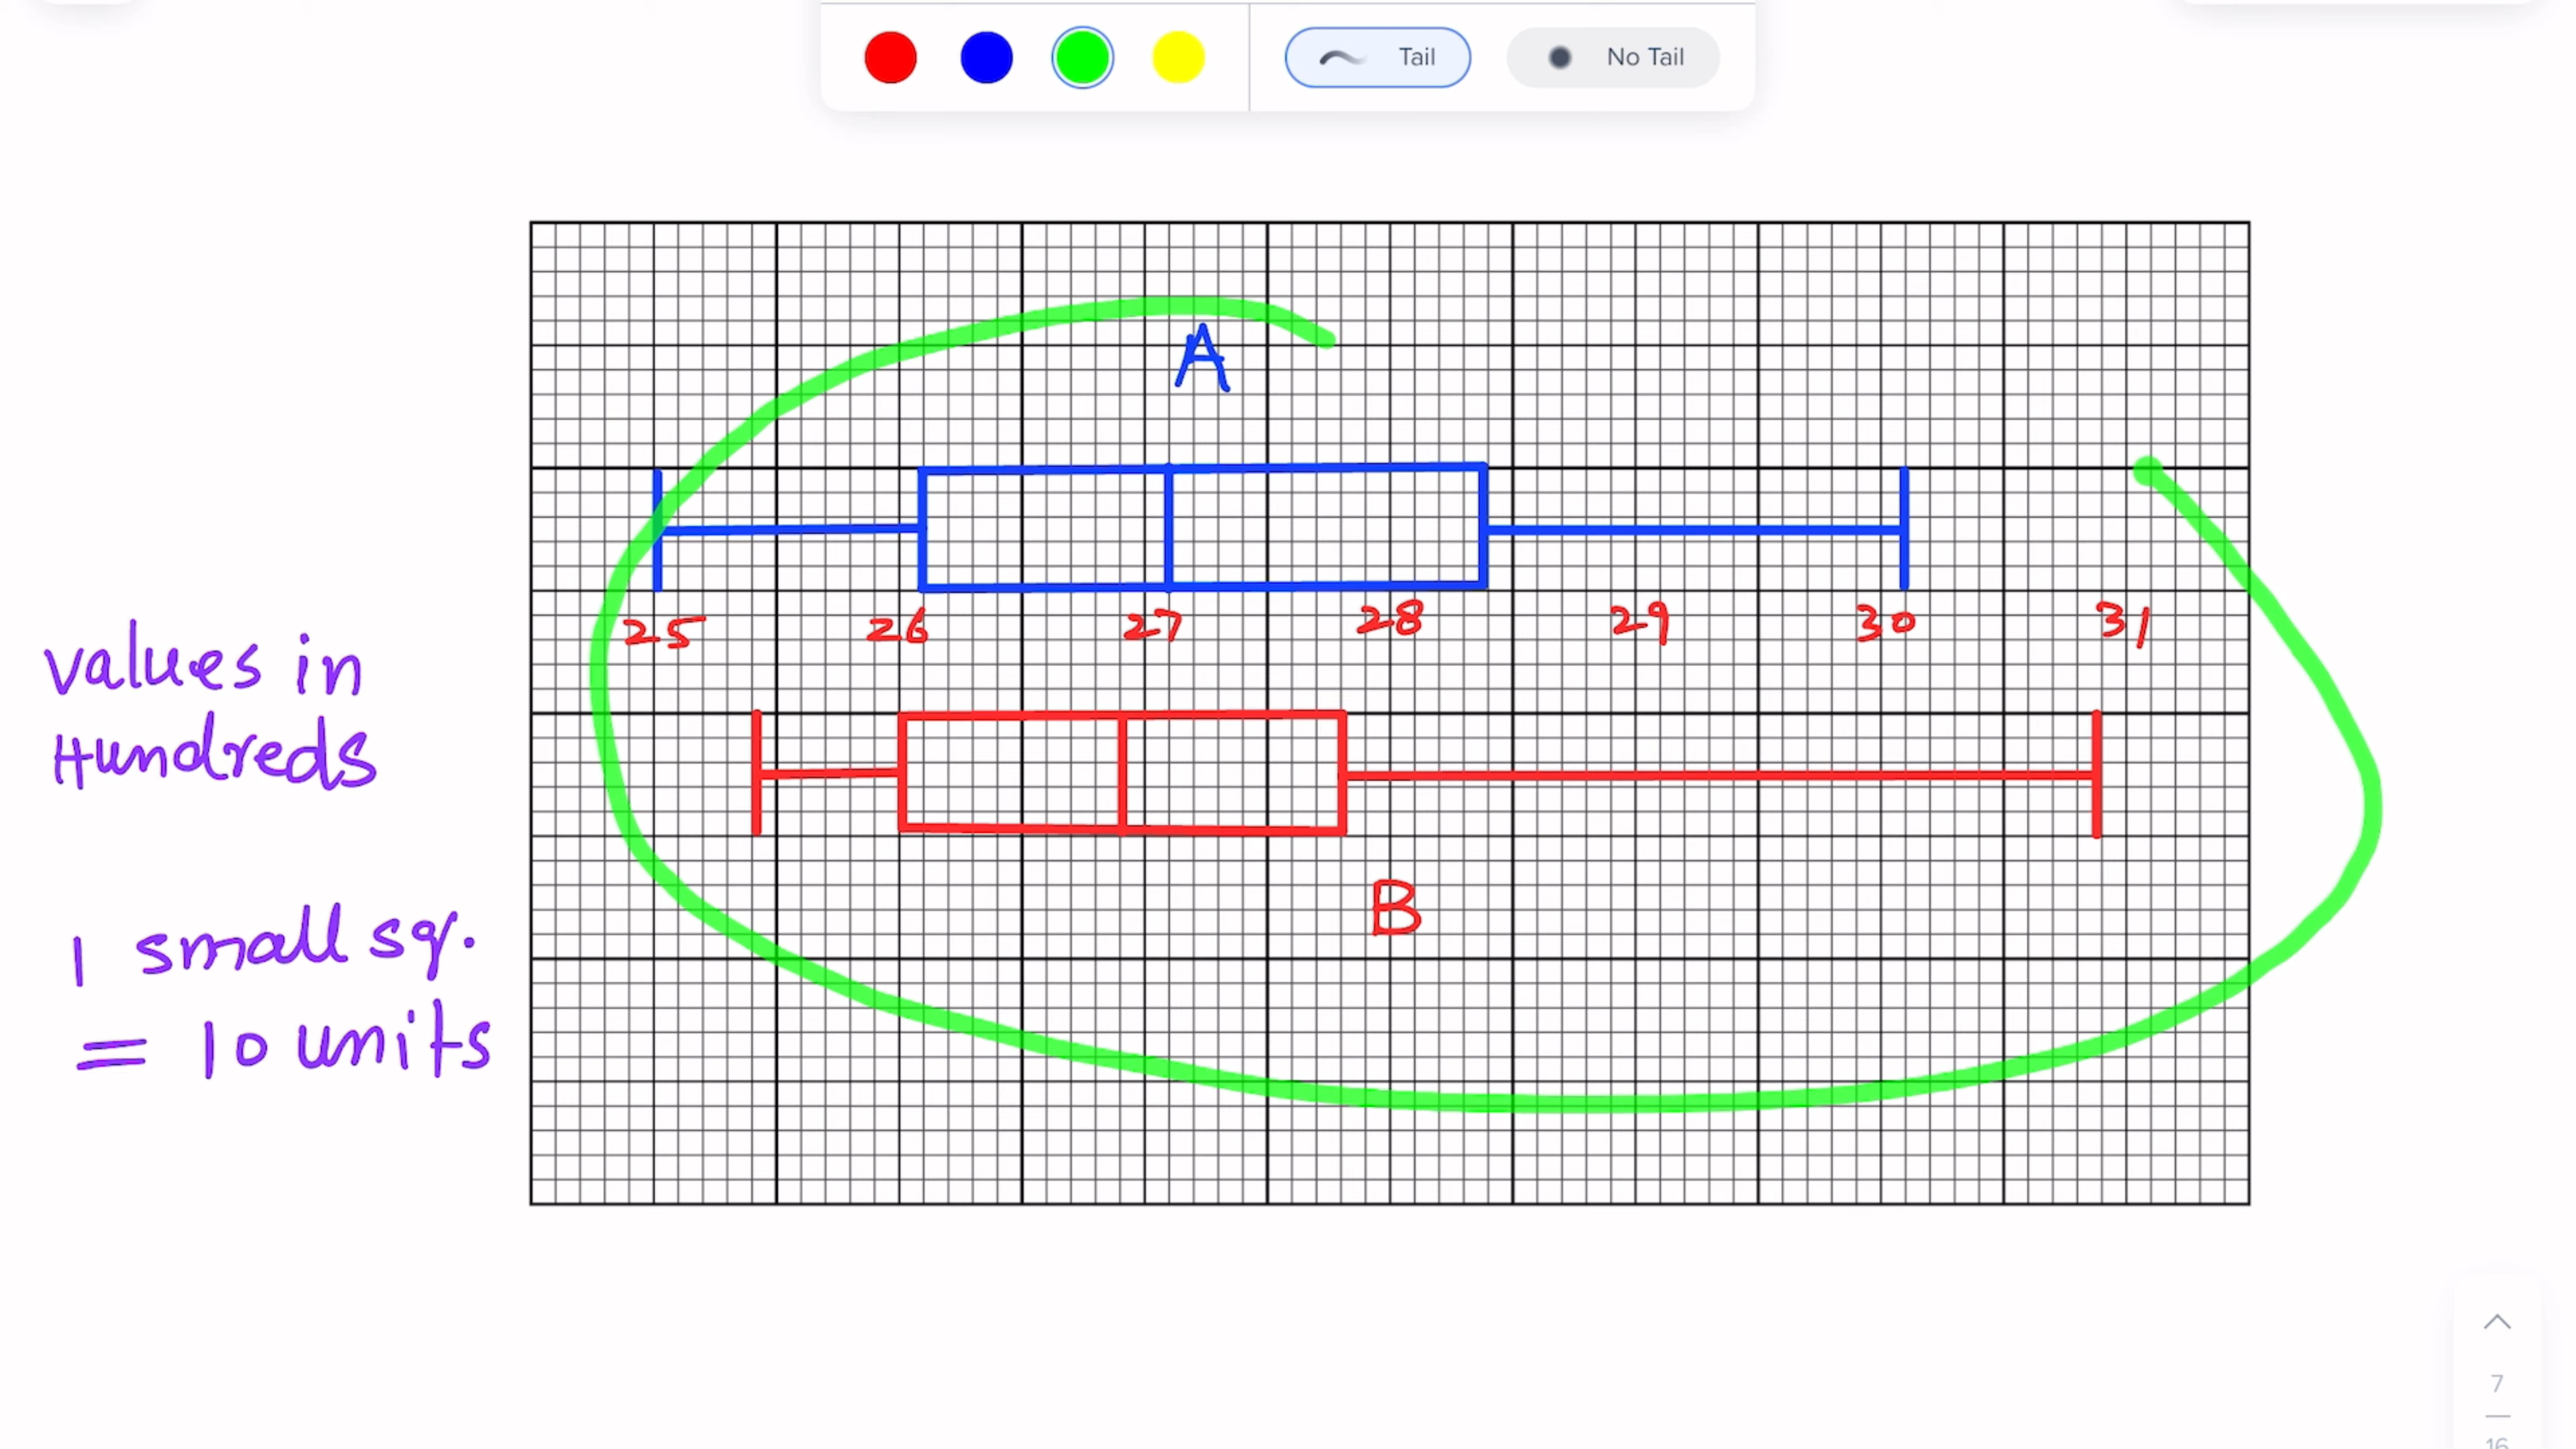 Tail No Tail
A
25 26 27 28 29 30 31
values in
Hundreds
B
1 small sq.
= 10 units
7
16